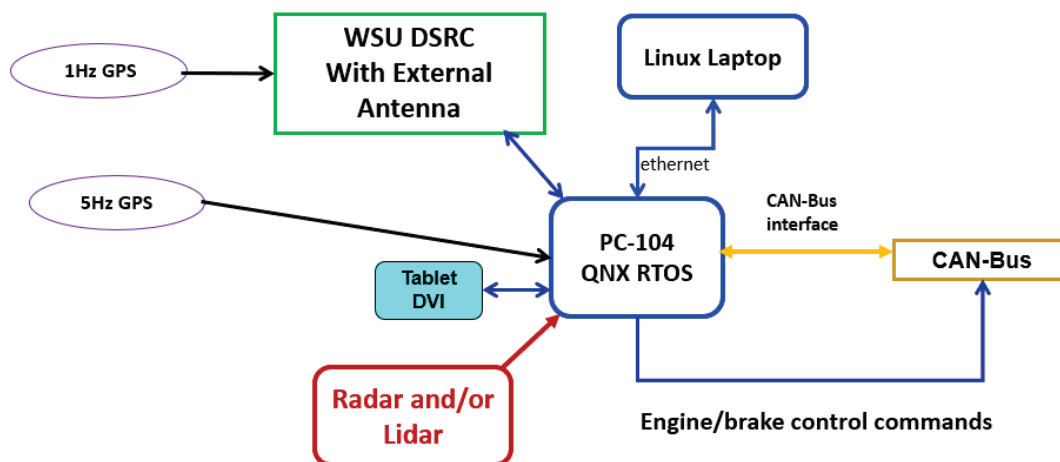 WSU DSRC
With External
Antenna
1Hz GPS
Linux Laptop
ethernet
5Hz GPS
PC-104
QNX RTOS
CAN-Bus
interface
CAN-Bus
Tablet
DVI
Radar and/or
Lidar
Engine/brake control commands